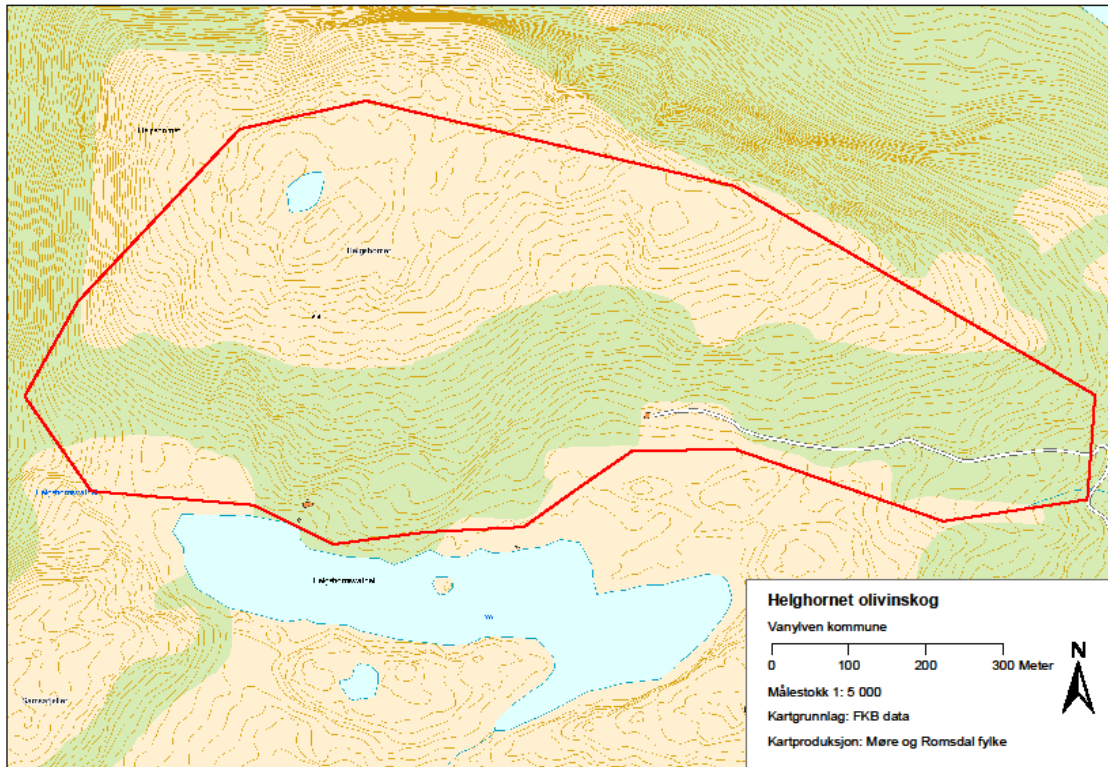 Helghornet
Helghornet olivinskog
Vanylven kommune
0 100 200 300 Meter
N
Målestokk 1: 5 000
Kartgrunnlag: FKB data
Kartproduksjon: Møre og Romsdal fylke